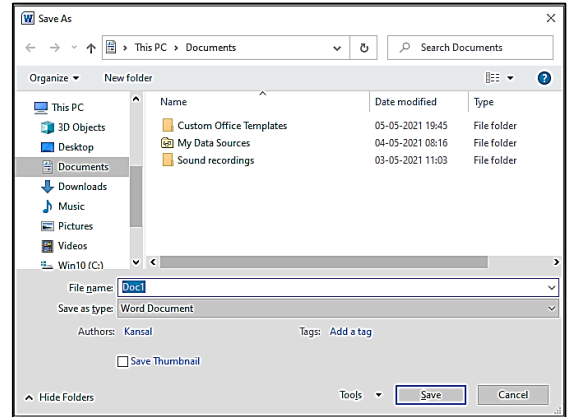 Save As
This PC > Documents
Search Documents
Organize
New folder
Name Date modified Type
This PC
3D Objects
Desktop
Documents
Downloads
Music
Pictures
Videos
Win10 (C:)
Custom Office Templates 05-05-2021 19:45 File folder
My Data Sources 04-05-2021 08:16 File folder
Sound recordings 03-05-2021 11:03 File folder
File name: Doc1
Save as type: Word Document
Authors: Kansal Tags: Add a tag
Save Thumbnail
Hide Folders Tools Save Cancel